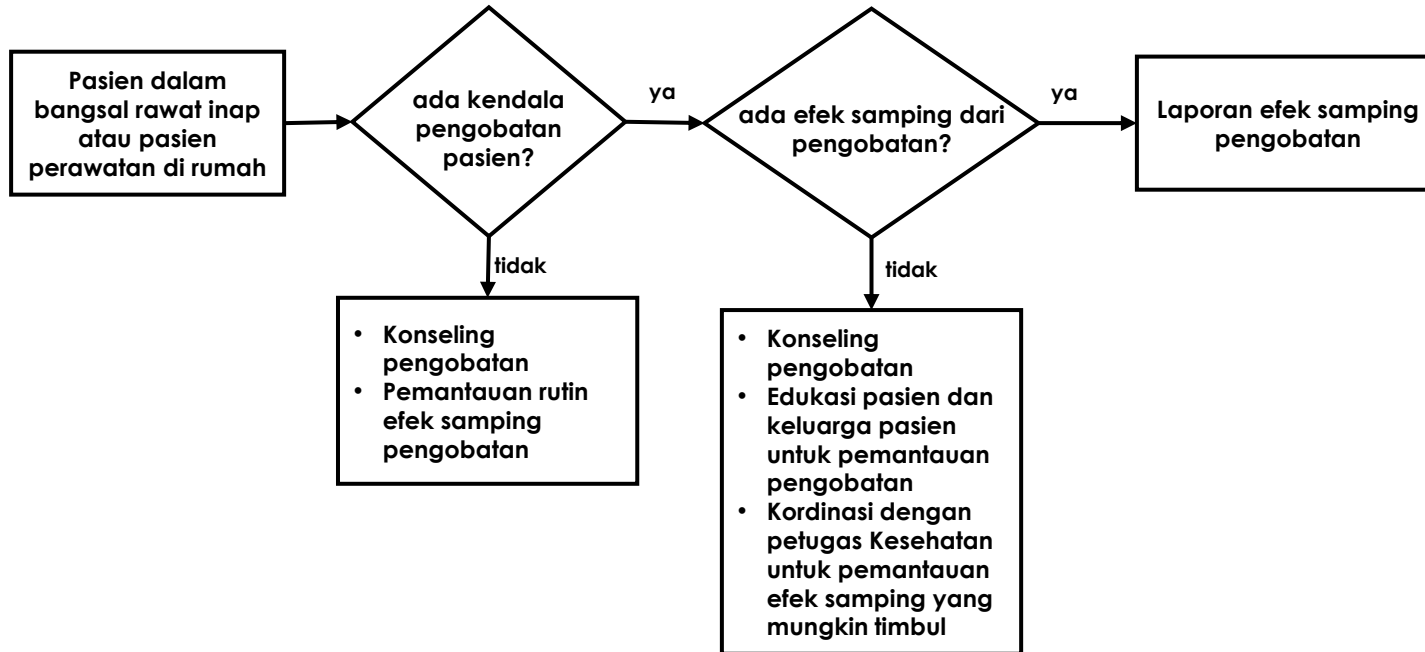 Pasien dalam
bangsal rawat inap
atau pasien
perawatan di rumah
ada kendala
pengobatan
pasien?
ya
ada efek samping dari
pengobatan?
ya
Laporan efek samping
pengobatan
tidak
tidak
• Konseling
pengobatan
• Pemantauan rutin
efek samping
pengobatan
• Konseling
pengobatan
• Edukasi pasien dan
keluarga pasien
untuk pemantauan
pengobatan
• Kordinasi dengan
petugas Kesehatan
untuk pemantauan
efek samping yang
mungkin timbul